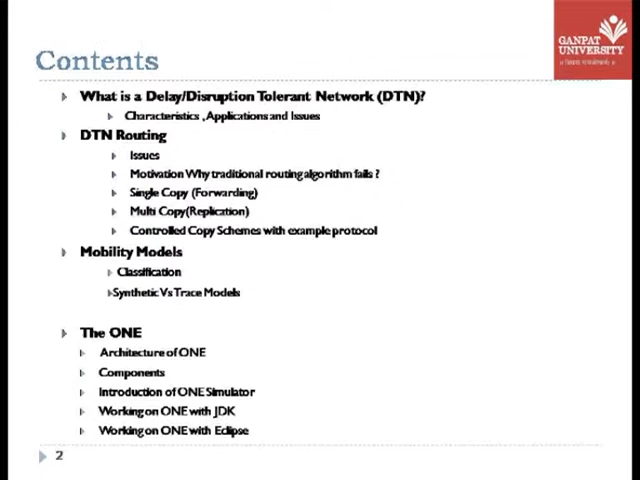 GANPAT
UNIVERSITY
Contents
What is a Delay/Disruption Tolerant Network (DTN)?
Characteristics ,Applications and Issues
DTN Routing
Issues
Motivation Why traditional routing algorithm fails ?
Single Copy (Forwarding)
Multi Copy(Replication)
Controlled Copy Schemes with example protocol
Mobility Models
Classification
Synthetic Vs Trace Models
The ONE
Architecture of ONE
Components
Introduction of ONE Simulator
Working on ONE with JDK
Working on ONE with Eclipse
2